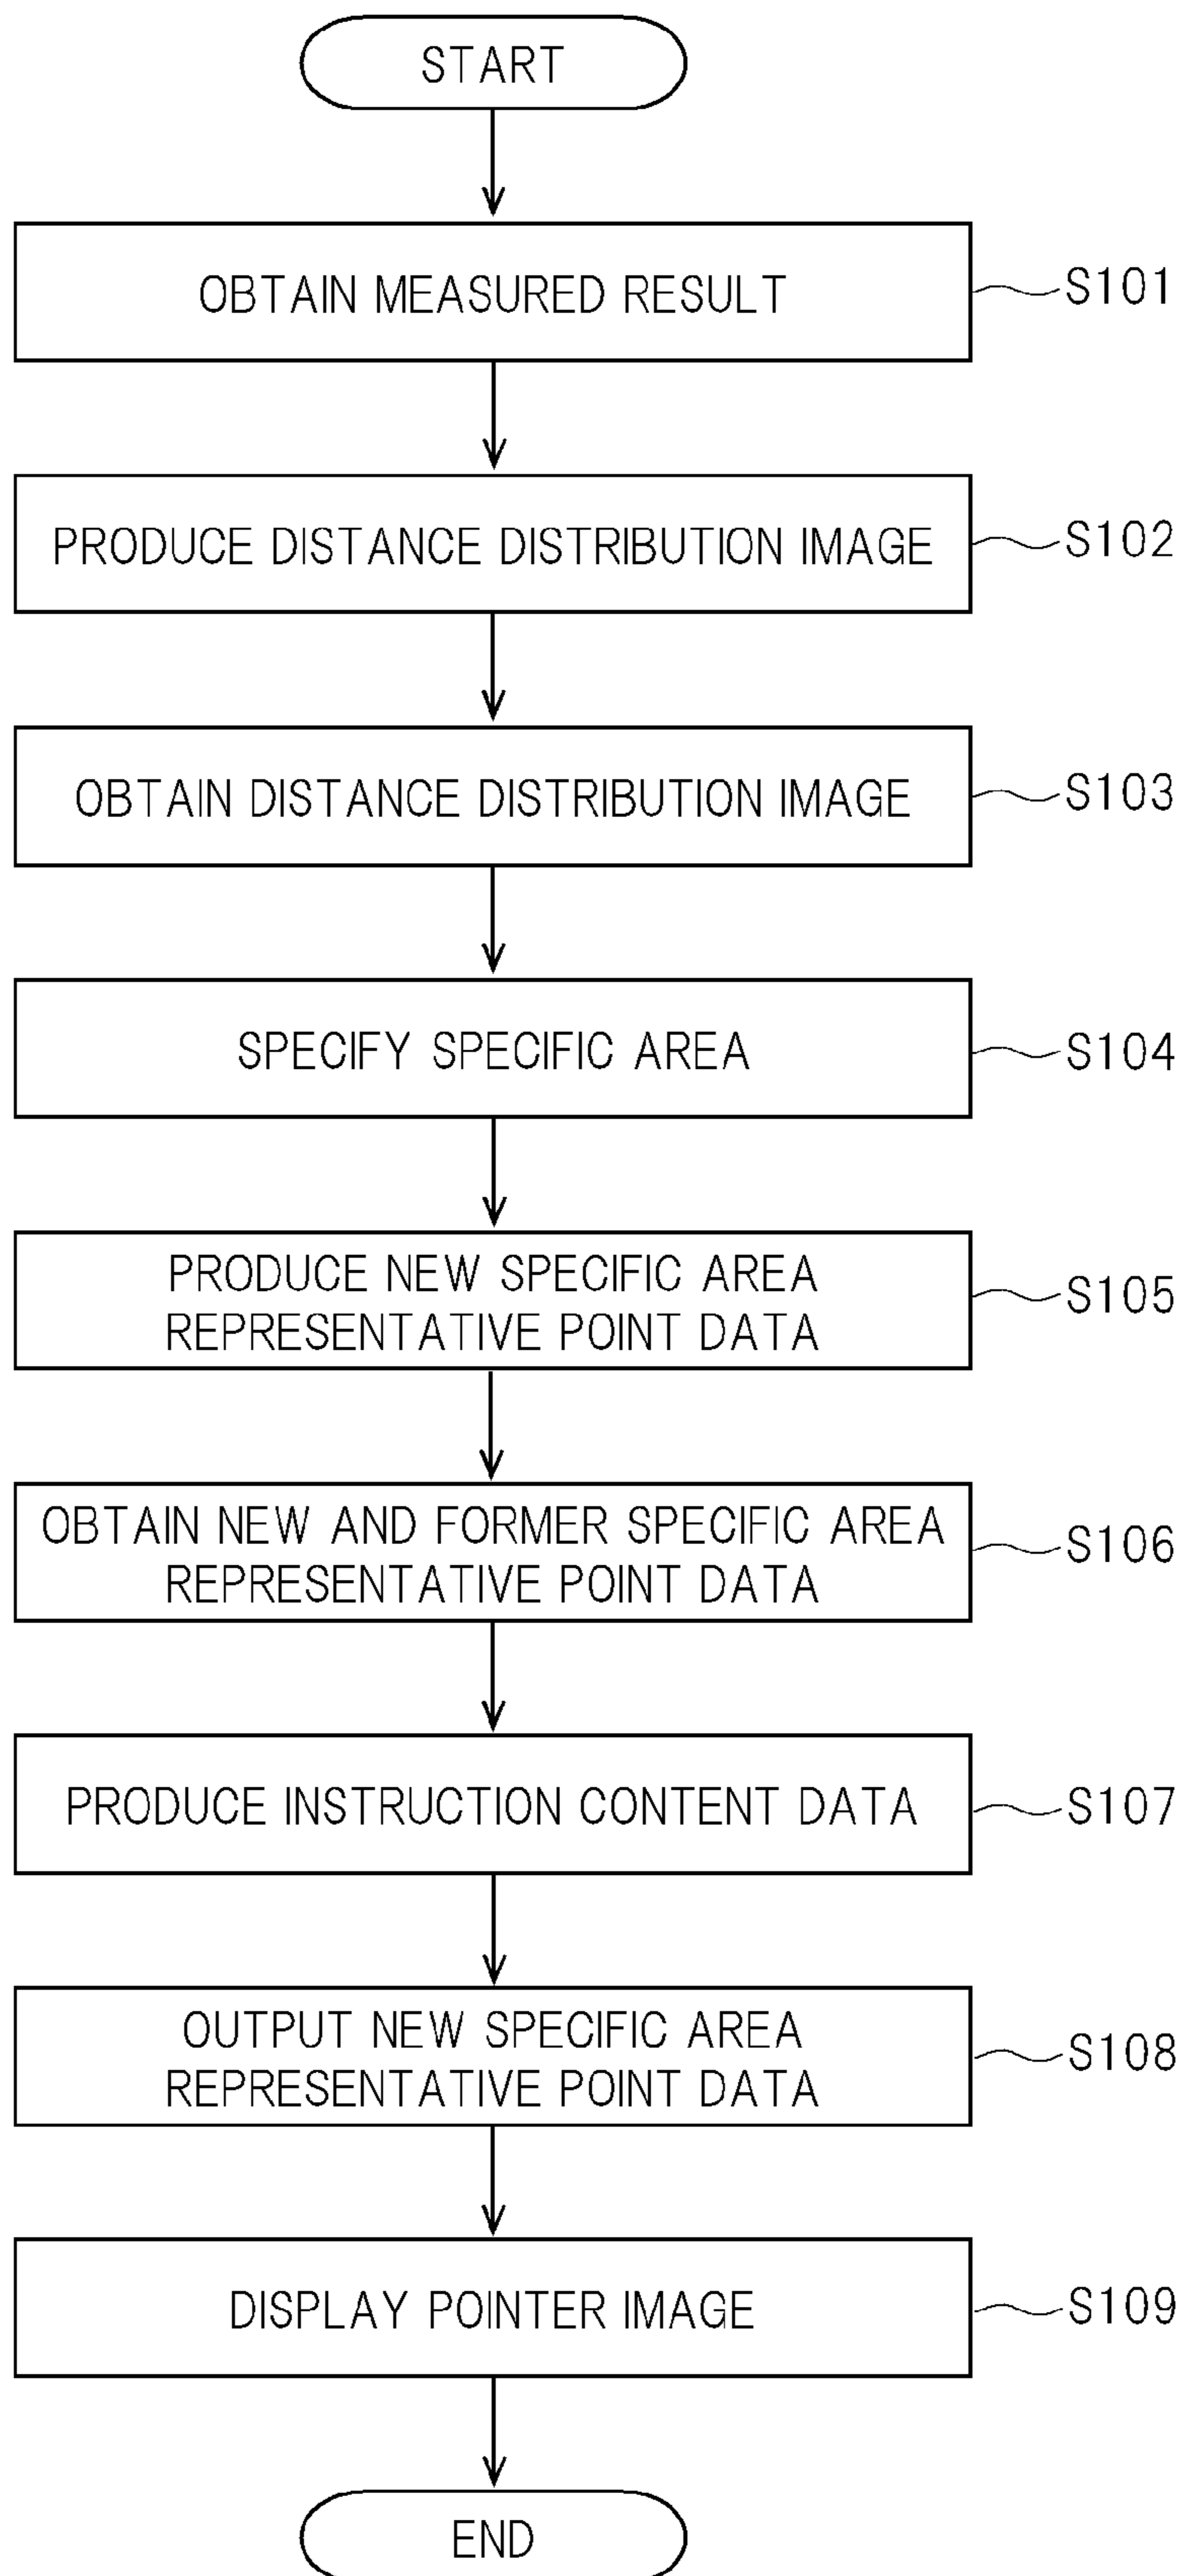 START
OBTAIN MEASURED RESULT
S101
PRODUCE DISTANCE DISTRIBUTION IMAGE
S102
OBTAIN DISTANCE DISTRIBUTION IMAGE
S103
SPECIFY SPECIFIC AREA
S104
PRODUCE NEW SPECIFIC AREA
REPRESENTATIVE POINT DATA
S105
OBTAIN NEW AND FORMER SPECIFIC AREA
REPRESENTATIVE POINT DATA
S106
PRODUCE INSTRUCTION CONTENT DATA
S107
OUTPUT NEW SPECIFIC AREA
REPRESENTATIVE POINT DATA
S108
DISPLAY POINTER IMAGE
S109
END